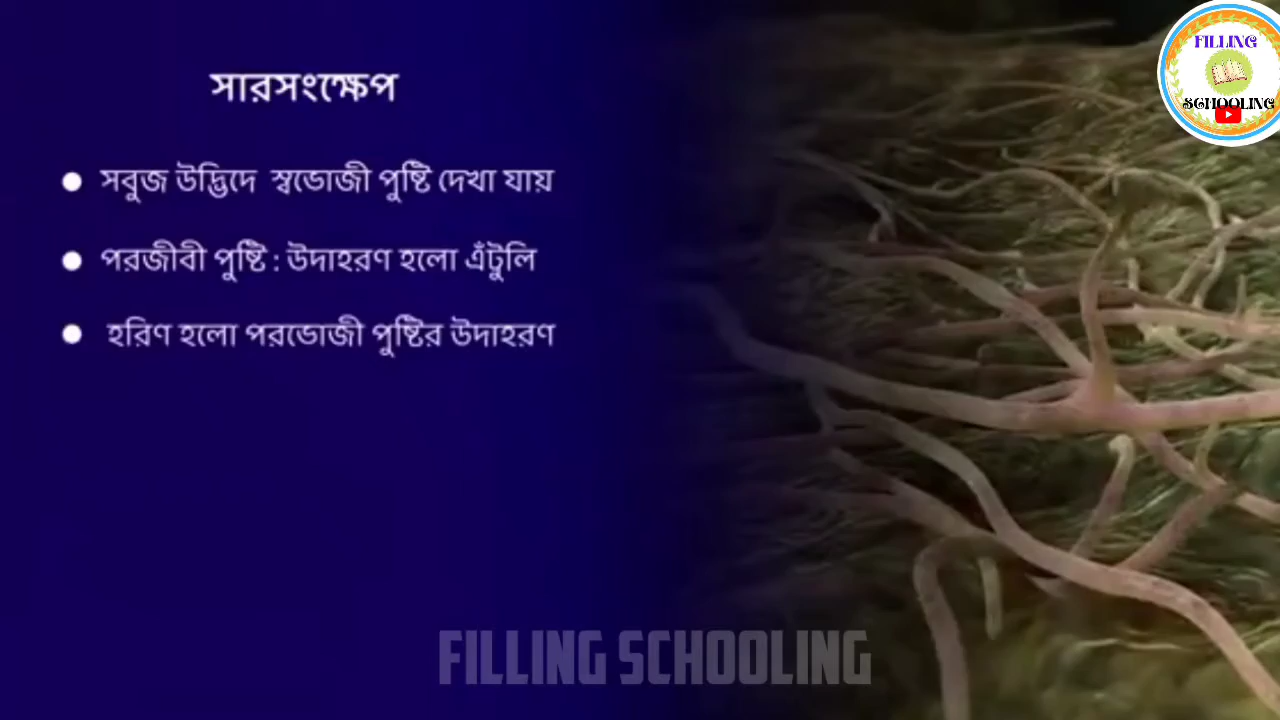 FILLING
SCHOOLING
সারসংক্ষেপ
সবুজ উদ্ভিদে স্বভোজী পুষ্টি দেখা যায়
পরজীবী পুষ্টি : উদাহরণ হলো এঁটুলি
হরিণ হলো পরভোজী পুষ্টির উদাহরণ
FILLING SCHOOLING